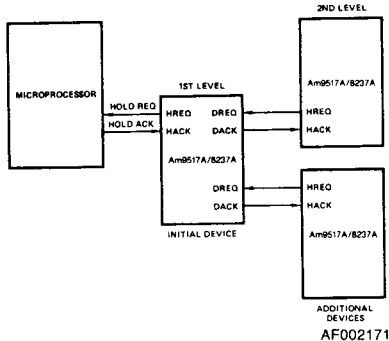 2ND LEVEL
1ST LEVEL
MICROPROCESSOR
HOLD REQ
HOLD ACK
HREQ
HACK
DREQ
DACK
Am9517A/8237A
DREQ
DACK
INITIAL DEVICE
Am9517A/8237A
HREQ
HACK
HREQ
HACK
Am9517A/8237A
ADDITIONAL
DEVICES
AF002171